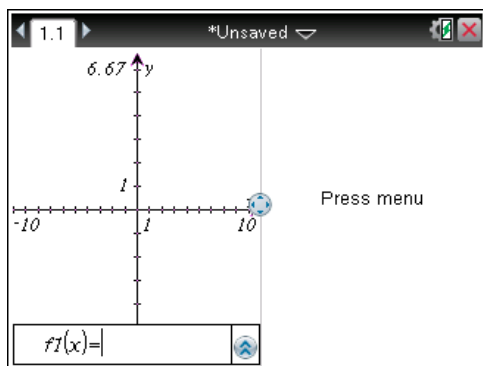 1.1 *Unsaved
6.67 y
1
-10 1 10
Press menu
f1(x)=